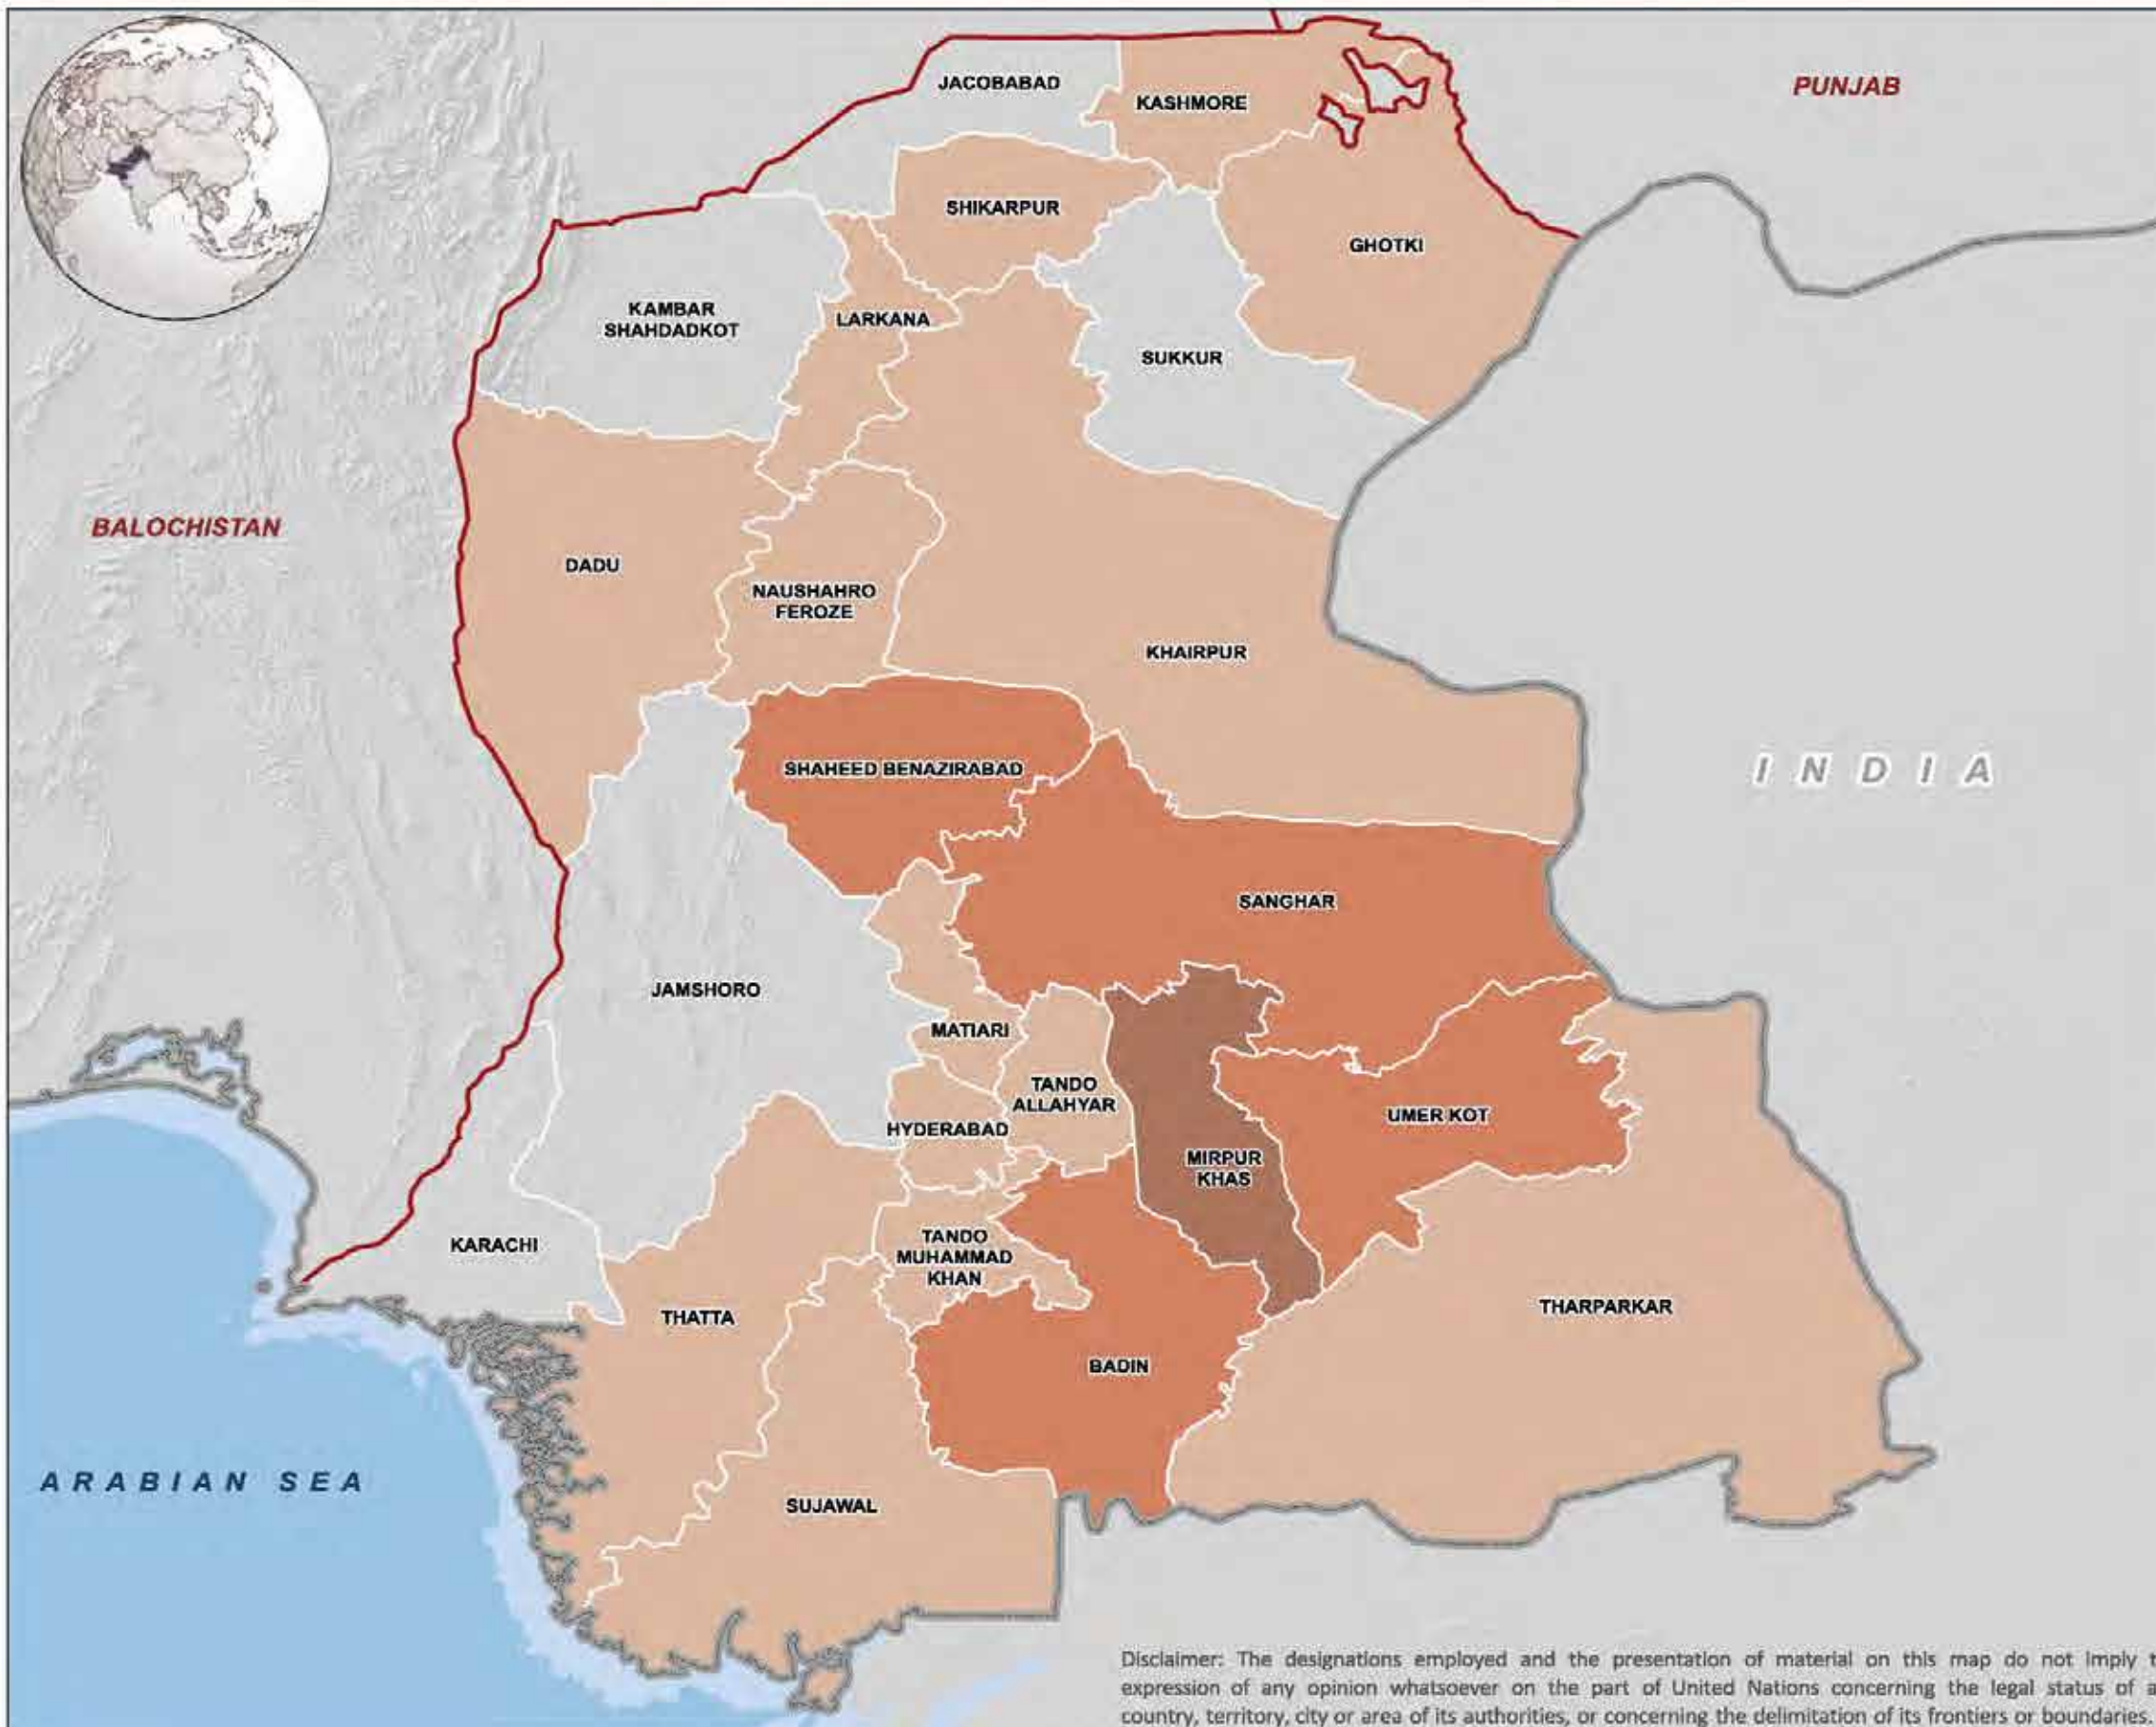 JACOBABAD
PUNJAB
KASHMORE
SHIKARPUR
GHOTKI
KAMBAR
SHAHDADKOT
LARKANA
SUKKUR
BALOCHISTAN
DADU
NAUSHAHRO
FEROZE
KHAIRPUR
SHAHEED BENAZIRABAD
INDIA
SANGHAR
JAMSHORO
MATIARI
TANDO
ALLAHYAR
UMER KOT
HYDERABAD
MIRPUR
KHAS
KARACHI
TANDO
MUHAMMAD
KHAN
THARPARKAR
THATTA
BADIN
ARABIAN SEA
SUJAWAL
Disclaimer: The designations employed and the presentation of material on this map do not imply t
expression of any opinion whatsoever on the part of United Nations concerning the legal status of a
country, territory, city or area of its authorities, or concerning the delimitation of its frontiers or boundaries